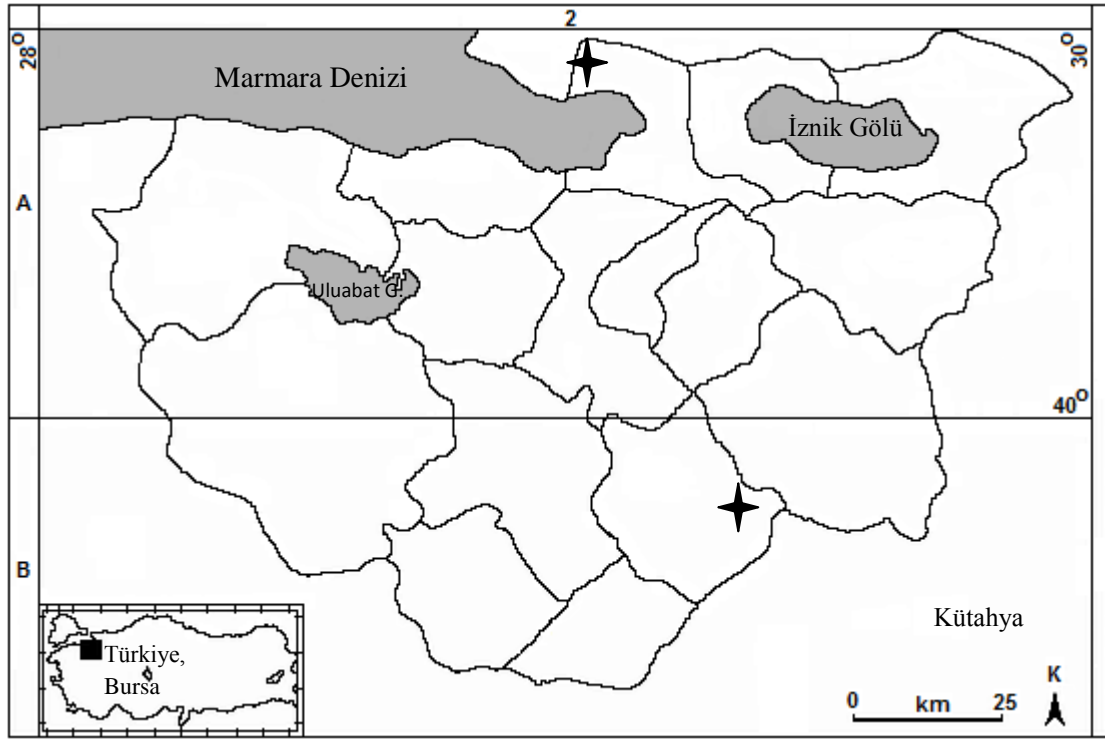 2
28°
30°
Marmara Denizi
İznik Gölü
A
Uluabat G.
40°
B
Kütahya
Türkiye,
Bursa
K
0 km 25